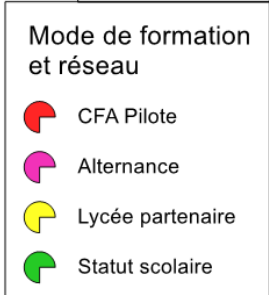 Mode de formation
et réseau
CFA Pilote
Alternance
Lycée partenaire
Statut scolaire